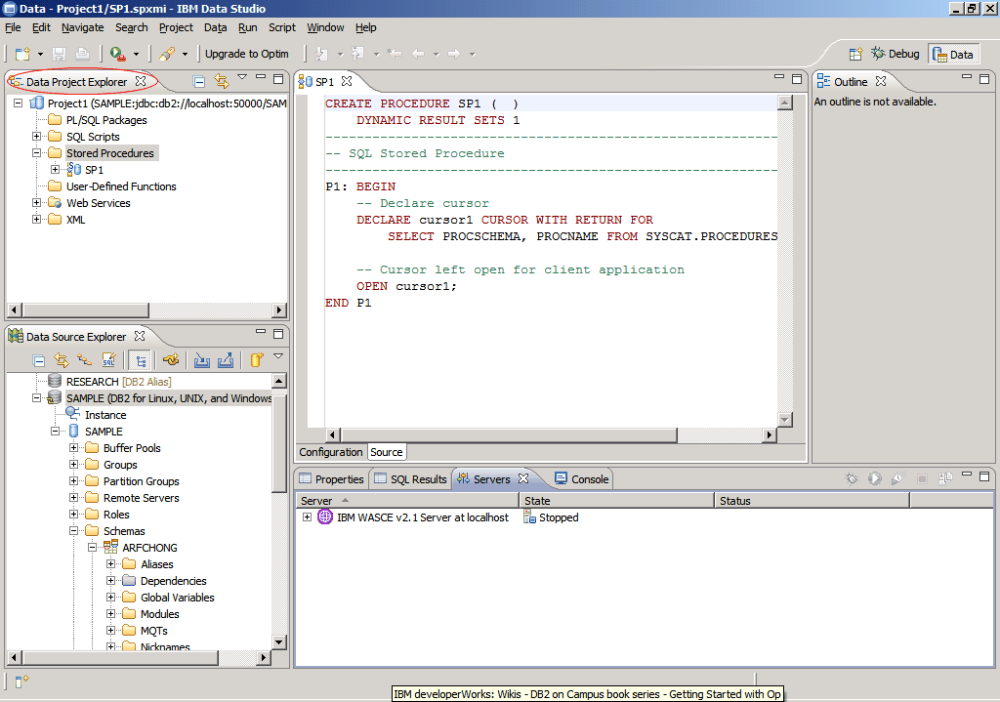 Data - Project1/SP1.spxmi - IBM Data Studio
File Edit Navigate Search Project Data Run Script Window Help
Upgrade to Optim
Debug
Data
Data Project Explorer
Project1 (SAMPLE:jdbc:db2://localhost:50000/SAM
PL/SQL Packages
SQL Scripts
Stored Procedures
SP1
User-Defined Functions
Web Services
XML
Data Source Explorer
RESEARCH [DB2 Alias]
SAMPLE (DB2 for Linux, UNIX, and Windows
Instance
SAMPLE
Buffer Pools
Groups
Partition Groups
Remote Servers
Roles
Schemas
ARFCHONG
Aliases
Dependencies
Global Variables
Modules
MQTs
Nicknames
SP1
CREATE PROCEDURE SP1 ( )
DYNAMIC RESULT SETS 1
------------------------------------------------------------
-- SQL Stored Procedure
------------------------------------------------------------
P1: BEGIN
-- Declare cursor
DECLARE cursor1 CURSOR WITH RETURN FOR
SELECT PROCSCHEMA, PROCNAME FROM SYSCAT.PROCEDURES
-- Cursor left open for client application
OPEN cursor1;
END P1
Configuration Source
Outline
An outline is not available.
Properties SQL Results Servers Console
Server State Status
IBM WASCE v2.1 Server at localhost Stopped
IBM developerWorks: Wikis - DB2 on Campus book series - Getting Started with Op